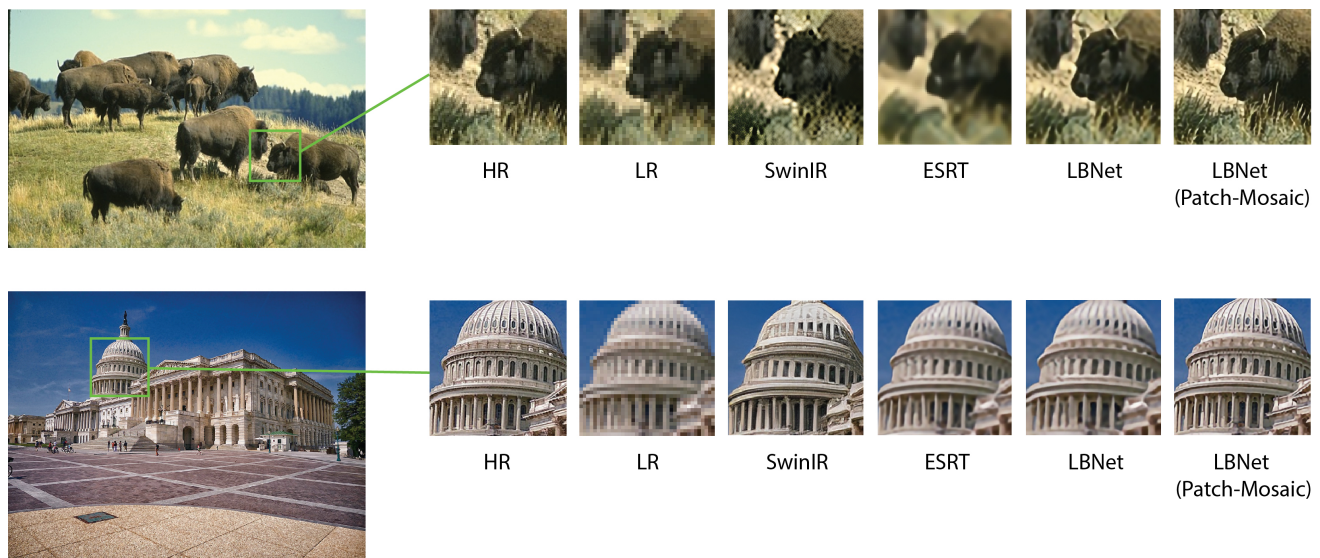 HR
LR
SwinIR
ESRT
LBNet
LBNet
(Patch-Mosaic)
HR
LR
SwinIR
ESRT
LBNet
LBNet
(Patch-Mosaic)